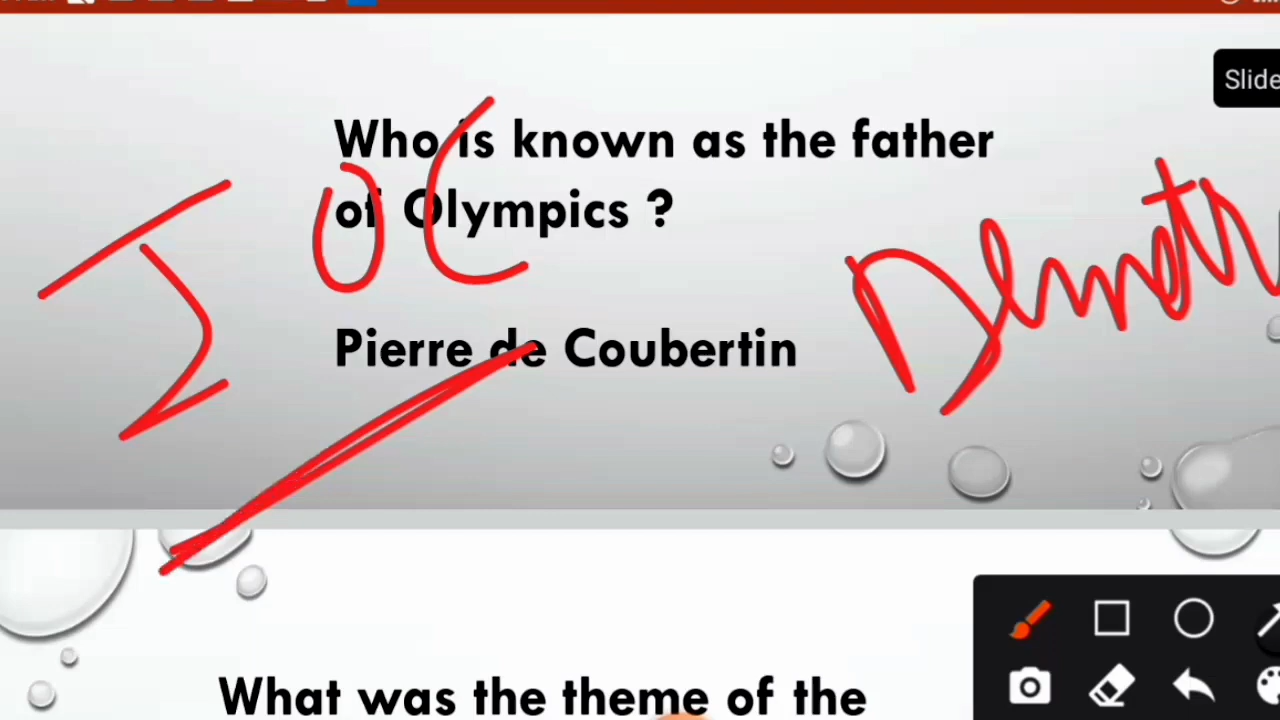 Slide
Who is known as the father
of Olympics ?
IOC
Demetr
Pierre de Coubertin
What was the theme of the